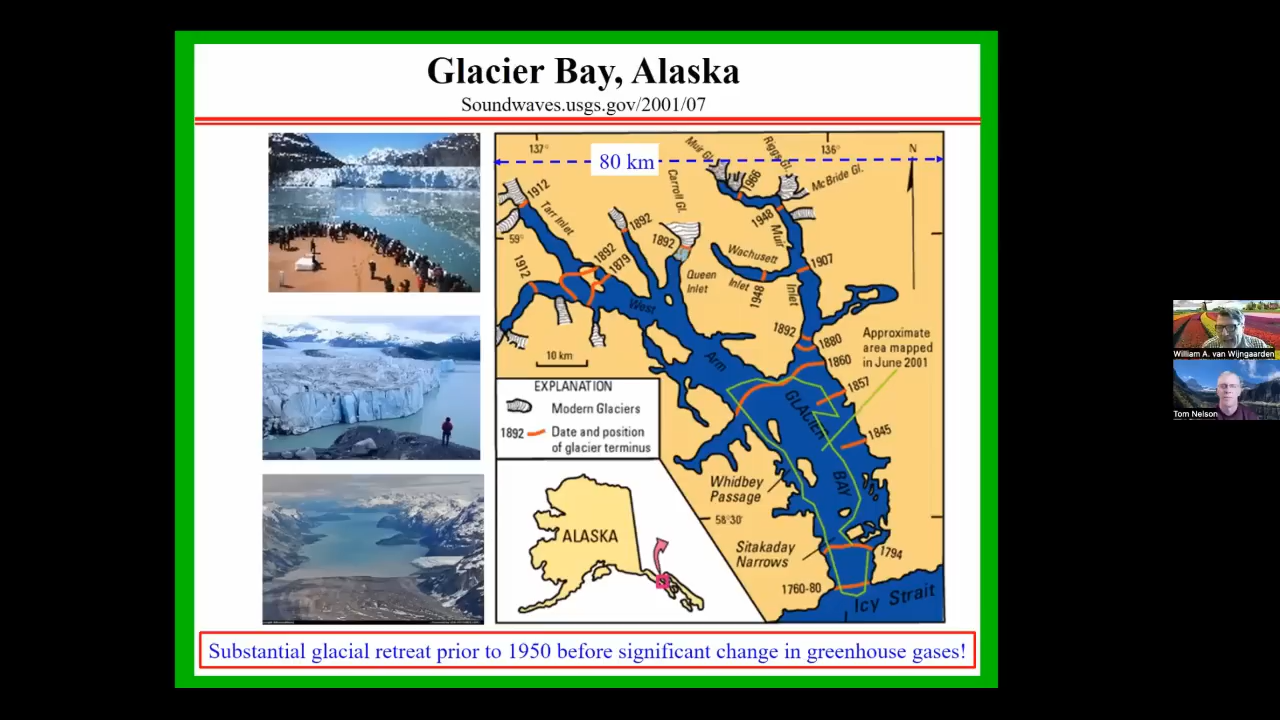 Glacier Bay, Alaska
Soundwaves.usgs.gov/2001/07
137°
136°
N
80 km
Muir Gl.
Riggs Gl.
McBride Gl.
Carroll Gl.
1966
1912
Tarr Inlet
1892
1948
Muir
59°
1892
1892
1879
Wachusett
Inlet
1948
1907
Inlet
Queen
Inlet
1912
West
Arm
10 km
1892
1880
1860
1857
1845
Approximate
area mapped
in June 2001
GLACIER
BAY
EXPLANATION
Modern Glaciers
1892
Date and position
of glacier terminus
Whidbey
Passage
58°30'
Sitakaday
Narrows
1794
1760-80
Icy Strait
ALASKA
Substantial glacial retreat prior to 1950 before significant change in greenhouse gases!
William A. van Wijngaarden
Tom Nelson